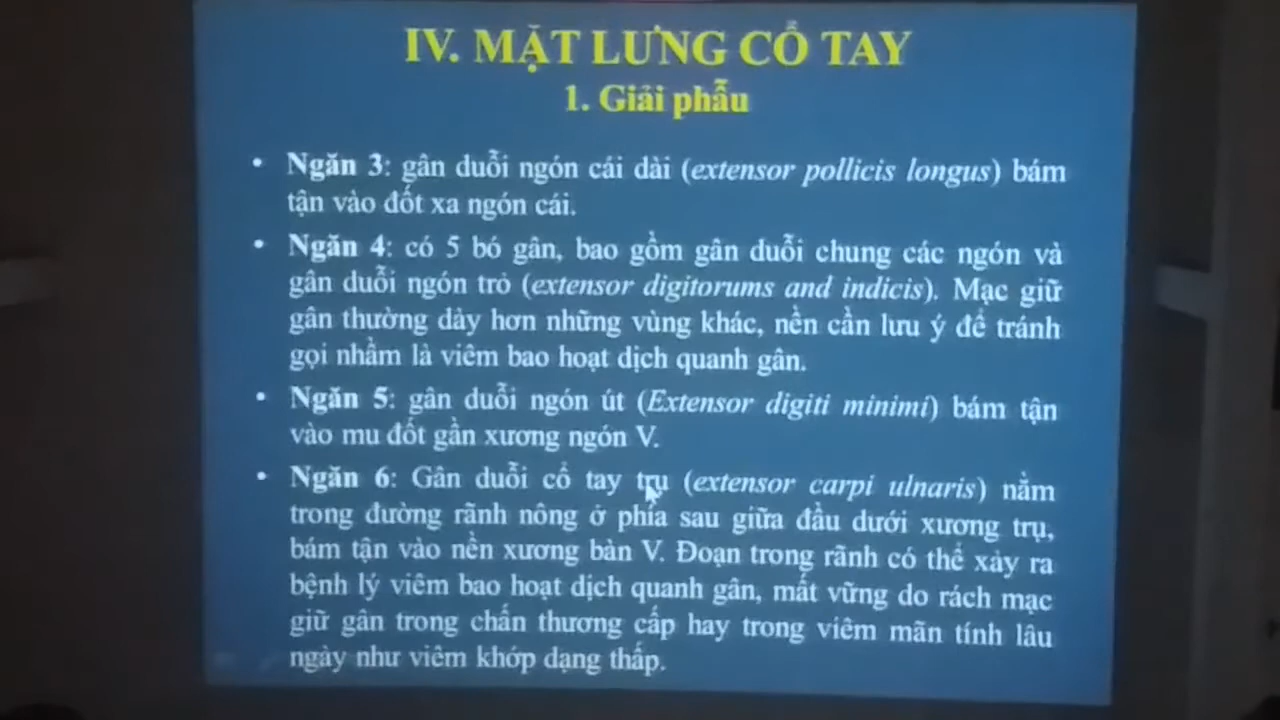 IV. MẶT LƯNG CỔ TAY
1. Giải phẫu
• Ngăn 3: gân duỗi ngón cái dài (extensor pollicis longus) bám
tận vào đốt xa ngón cái.
• Ngăn 4: có 5 bó gân, bao gồm gân duỗi chung các ngón và
gân duỗi ngón trỏ (extensor digitorums and indicis). Mạc giữ
gân thường dày hơn những vùng khác, nền cần lưu ý để tránh
gọi nhầm là viêm bao hoạt dịch quanh gân.
• Ngăn 5: gân duỗi ngón út (Extensor digiti minimi) bám tận
vào mu đốt gần xương ngón V.
• Ngăn 6: Gân duỗi cổ tay trụ (extensor carpi ulnaris) nằm
trong đường rãnh nông ở phía sau giữa đầu dưới xương trụ,
bám tận vào nền xương bàn V. Đoạn trong rãnh có thể xảy ra
bệnh lý viêm bao hoạt dịch quanh gân, mất vững do rách mạc
giữ gân trong chấn thương cấp hay trong viêm mãn tính lâu
ngày như viêm khớp dạng thấp.